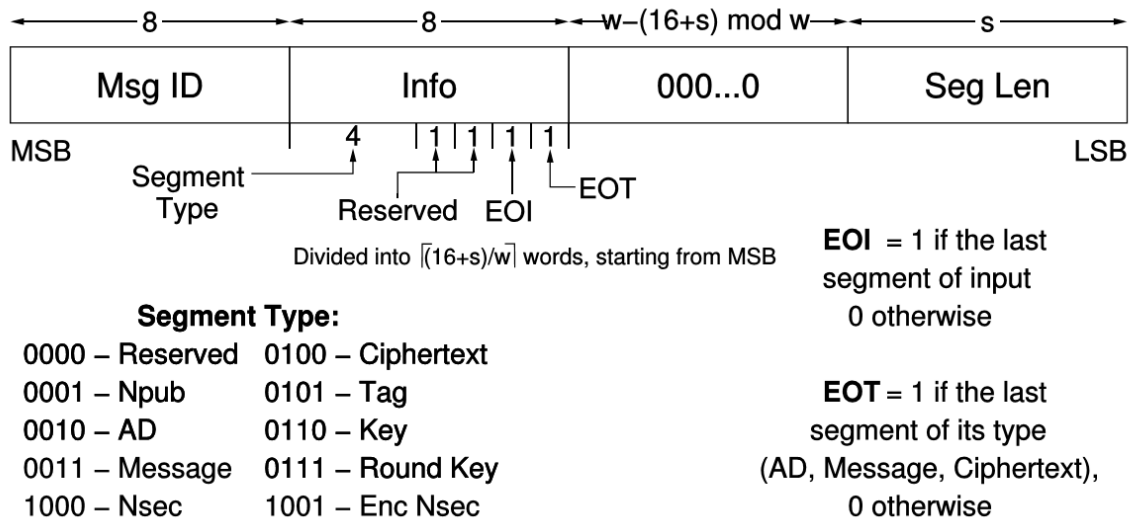 8 8 w–(16+s) mod w s
Msg ID Info 000...0 Seg Len
4 1 1 1 1
MSB LSB
Segment
Type
Reserved EOI EOT
Divided into ⌈(16+s)/w⌉ words, starting from MSB
EOI = 1 if the last
segment of input
0 otherwise
Segment Type:
0000 – Reserved 0100 – Ciphertext
0001 – Npub 0101 – Tag
0010 – AD 0110 – Key
0011 – Message 0111 – Round Key
1000 – Nsec 1001 – Enc Nsec
EOT = 1 if the last
segment of its type
(AD, Message, Ciphertext),
0 otherwise